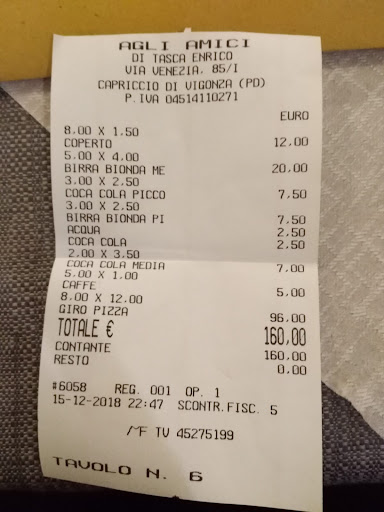 AGLI AMICI
DI TASCA ENRICO
VIA VENEZIA, 85/I
CAPRICCIO DI VIGONZA (PD)
P.IVA 04514110271
EURO
8,00 X 1,50
COPERTO 12,00
5,00 X 4,00
BIRRA BIONDA ME 20,00
3,00 X 2,50
COCA COLA PICCO 7,50
3,00 X 2,50
BIRRA BIONDA PI 7,50
ACQUA 2,50
COCA COLA 2,50
2,00 X 3,50
COCA COLA MEDIA 7,00
5,00 X 1,00
CAFFE 5,00
8,00 X 12,00
GIRO PIZZA 96,00
TOTALE € 160,00
CONTANTE 160,00
RESTO 0,00
#6058 REG. 001 OP. 1
15-12-2018 22:47 SCONTR.FISC. 5
MF TV 45275199
TAVOLO N. 6